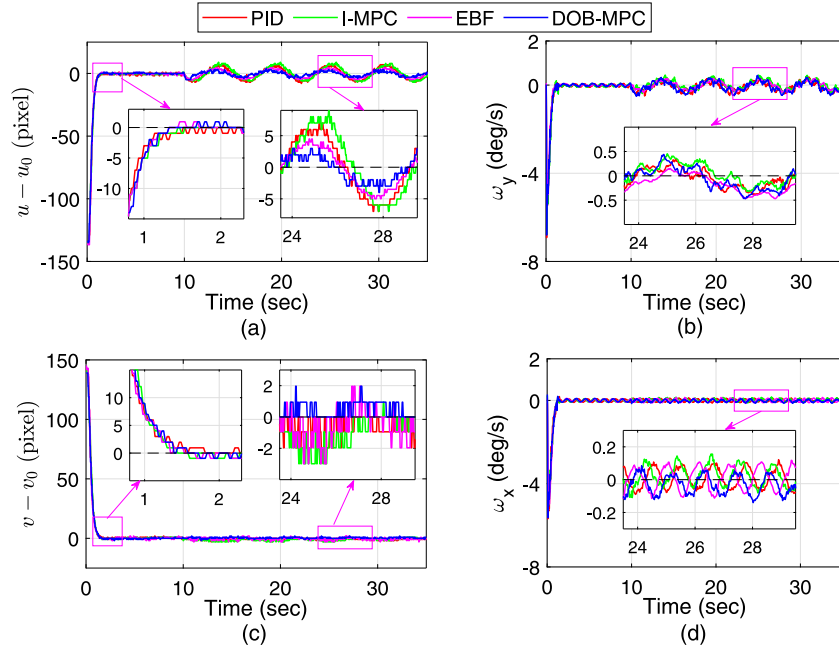 PID I-MPC EBF DOB-MPC
u − u₀ (pixel)
50
0
-50
-100
-150
0
-5
-10
1 2
5
0
-5
24 28
0 10 20 30
Time (sec)
(a)
ω_y (deg/s)
2
0
-4
-8
0.5
0
-0.5
24 26 28
0 10 20 30
Time (sec)
(b)
v − v₀ (pixel)
150
100
50
0
10
5
0
1 2
2
0
-2
24 28
0 10 20 30
Time (sec)
(c)
ω_x (deg/s)
2
0
-4
-8
0.2
0
-0.2
24 26 28
0 10 20 30
Time (sec)
(d)